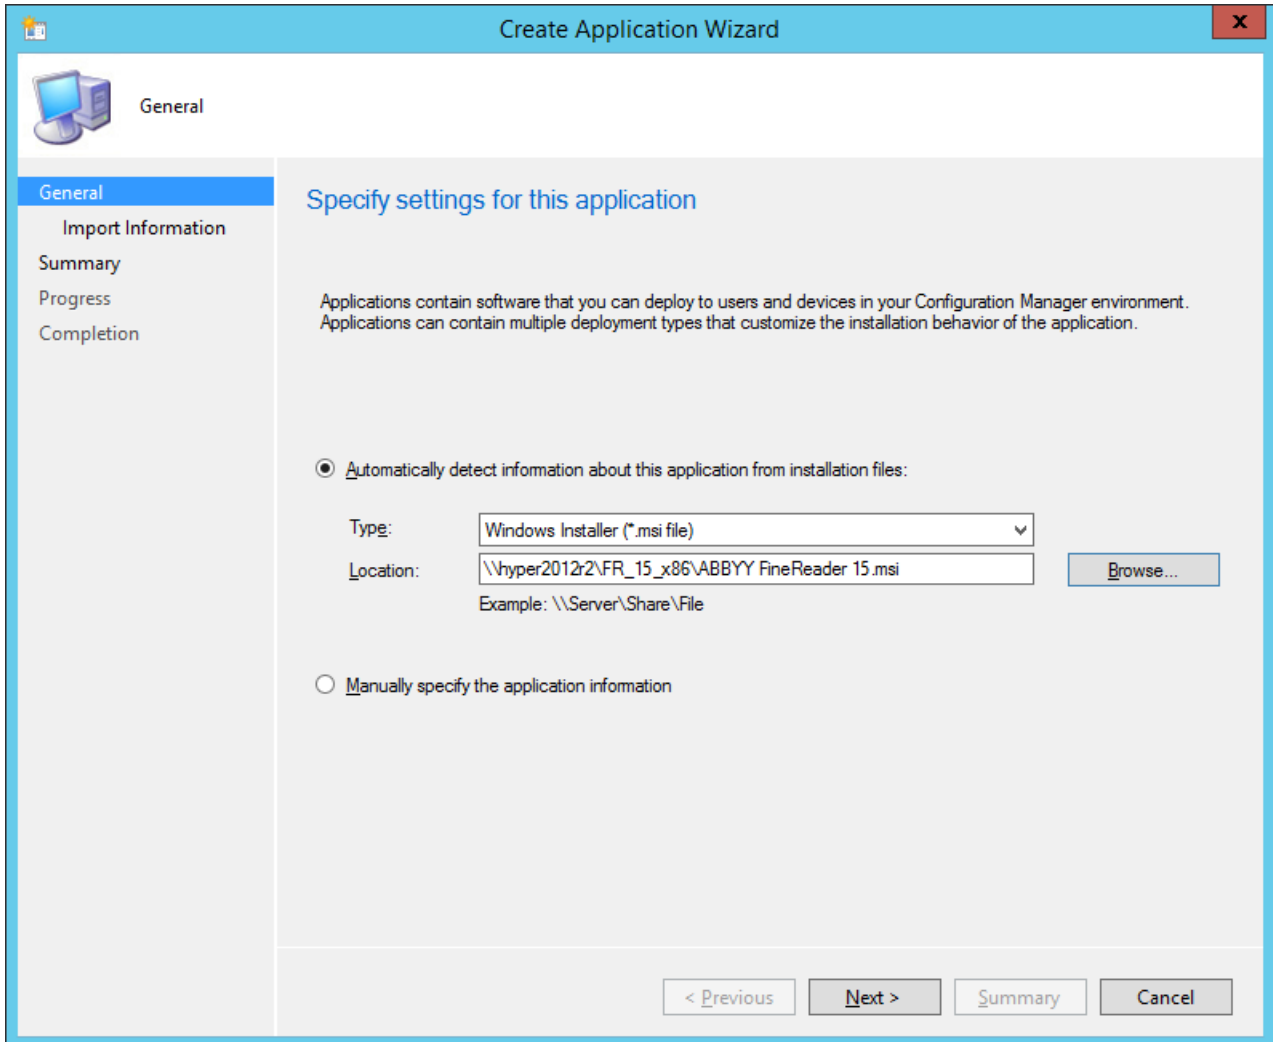 Create Application Wizard
x
General
General
Import Information
Summary
Progress
Completion
Specify settings for this application
Applications contain software that you can deploy to users and devices in your Configuration Manager environment.
Applications can contain multiple deployment types that customize the installation behavior of the application.
Automatically detect information about this application from installation files:
Type: Windows Installer (*.msi file)
Location: \\hyper2012r2\FR_15_x86\ABBYY FineReader 15.msi Browse...
Example: \\Server\Share\File
Manually specify the application information
< Previous Next > Summary Cancel